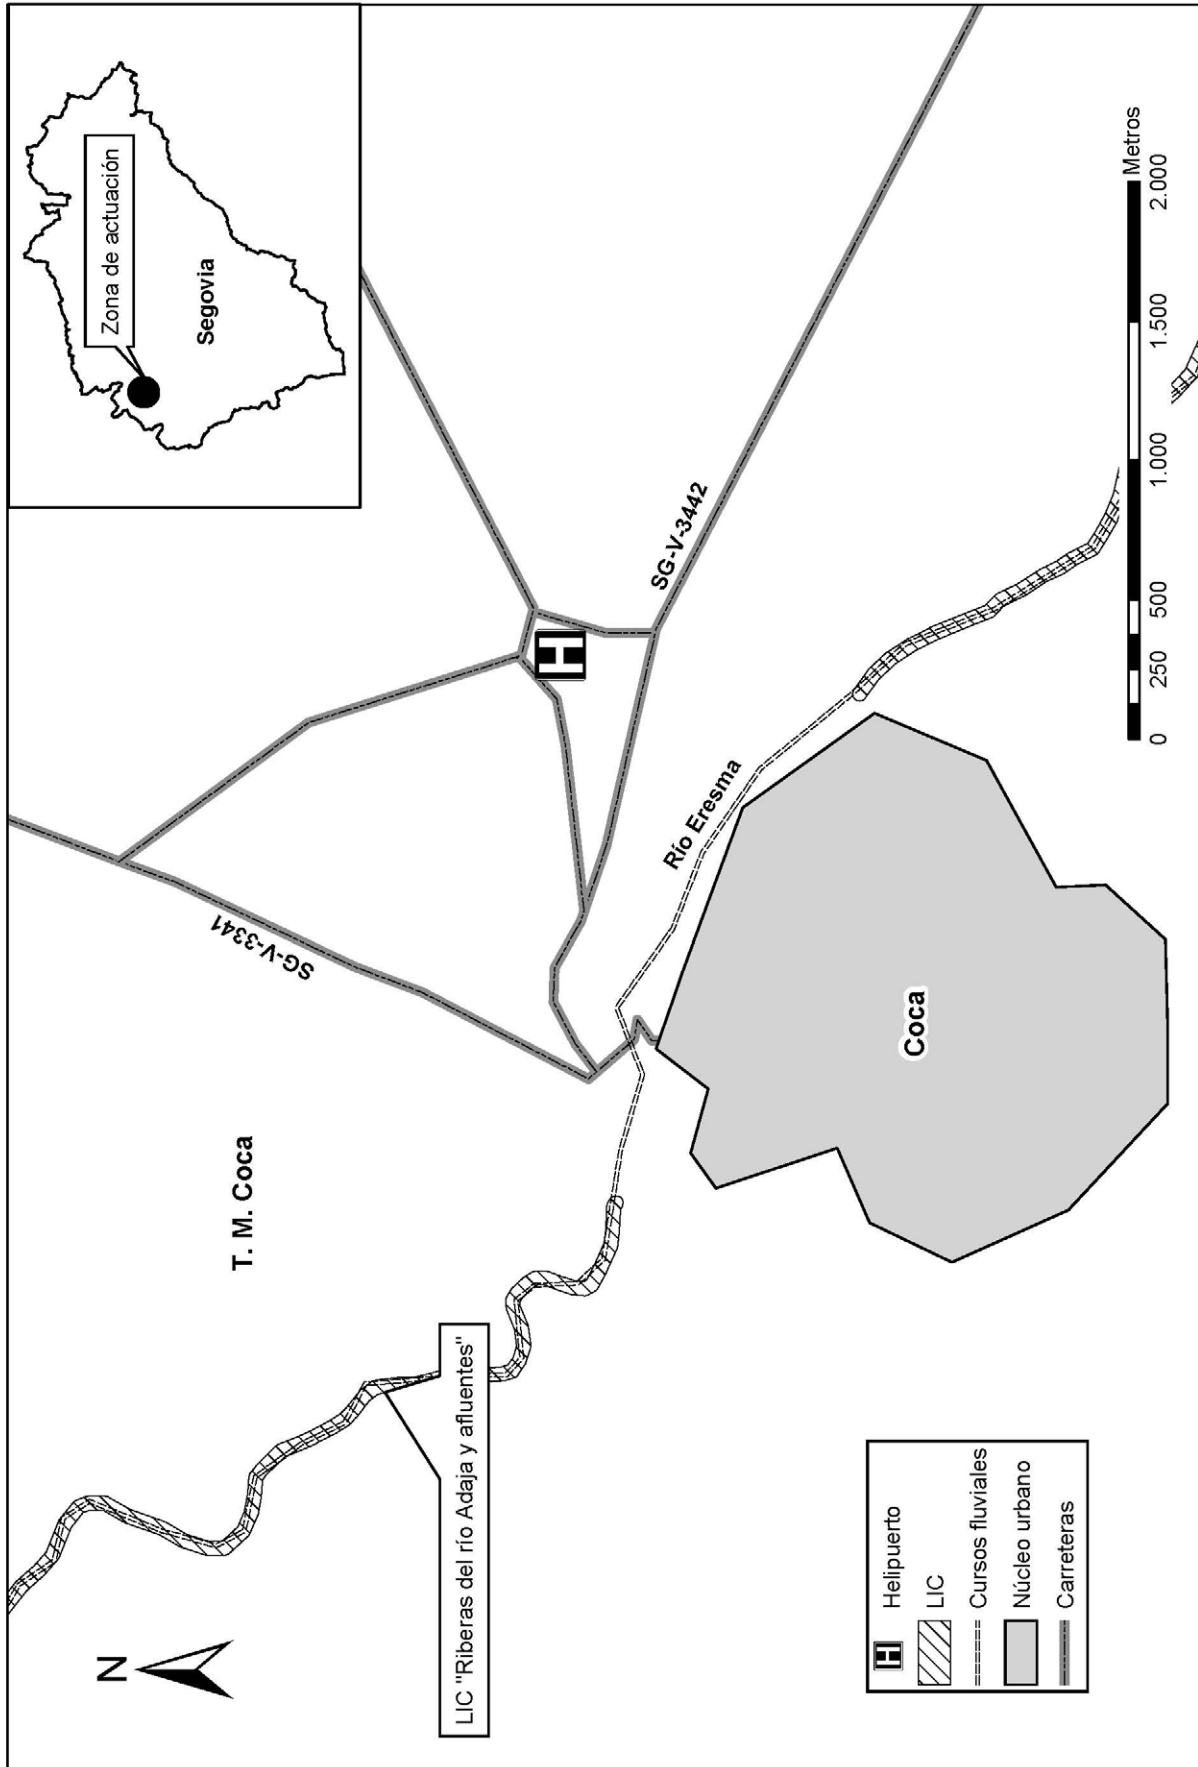 N
T. M. Coca
LIC "Riberas del río Adaja y afluentes"
SG-V-3341
Zona de actuación
Segovia
SG-V-3442
Río Eresma
Coca
H
H
Helipuerto
LIC
Cursos fluviales
Núcleo urbano
Carreteras
0
250
500
1.000
1.500
2.000
Metros